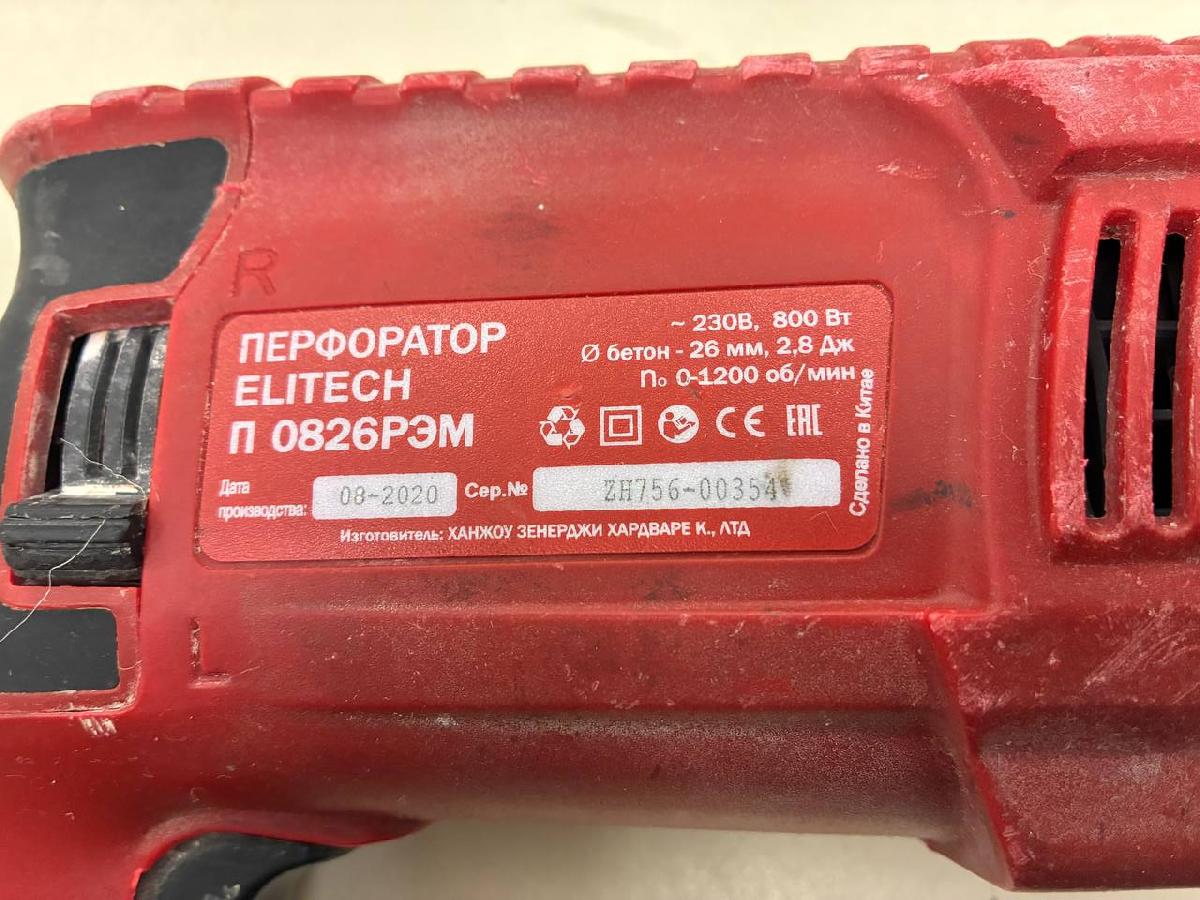 R
ПЕРФОРАТОР
ELITECH
П 0826РЭМ
~ 230В, 800 Вт
Ø бетон - 26 мм, 2,8 Дж
По 0-1200 об/мин
CE EAC
Дата
производства:
08-2020
Сер.№
ZH756-00354
Изготовитель: ХАНЖОУ ЗЕНЕРДЖИ ХАРДВАРЕ К., ЛТД
Сделано в Китае
L